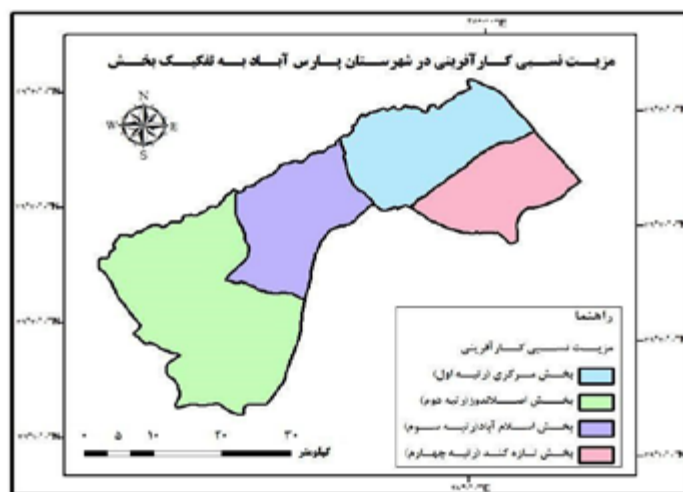 مزیت نسبی کارآفرینی در شهرستان پارس آباد به تفکیک بخش
N
W E
S
راهنما
مزیت نسبی کارآفرینی
بخش مرکزی (رتبه اول)
بخش اصلاندوز(رتبه دوم)
بخش اسلام آباد(رتبه سوم)
بخش تازه کند (رتبه چهارم)
۰ ۵ ۱۰ ۲۰ ۳۰
کیلومتر